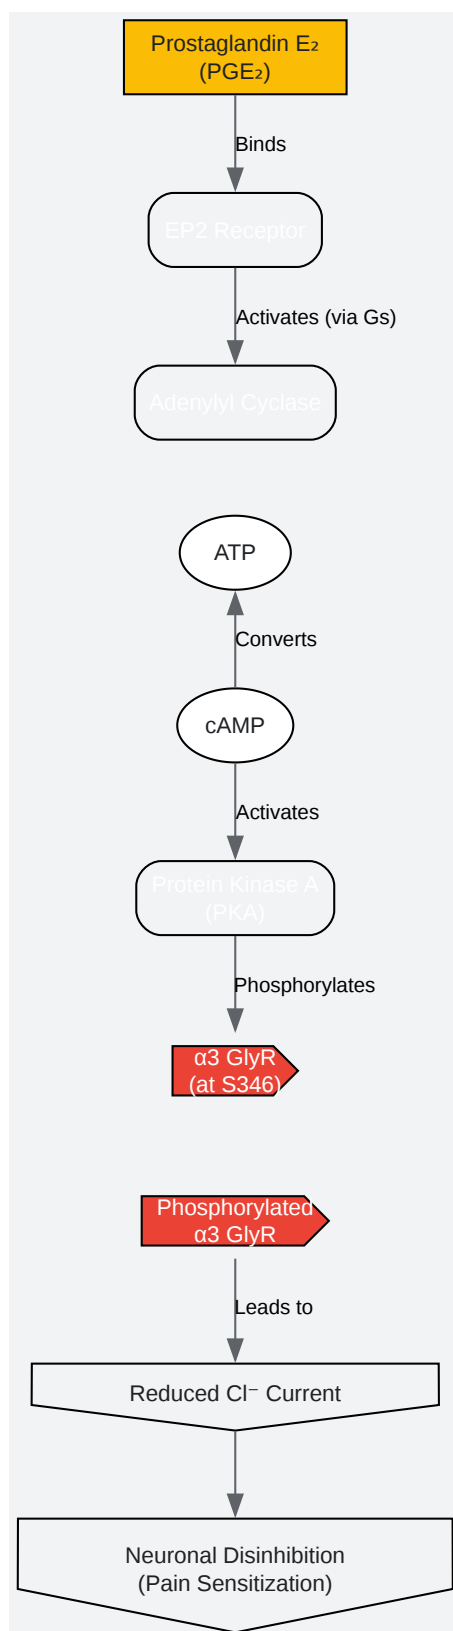 Prostaglandin E₂
(PGE₂)
Binds
EP2 Receptor
Activates (via Gs)
Adenylyl Cyclase
ATP
Converts
cAMP
Activates
Protein Kinase A
(PKA)
Phosphorylates
α3 GlyR
(at S346)
Phosphorylated
α3 GlyR
Leads to
Reduced Cl⁻ Current
Neuronal Disinhibition
(Pain Sensitization)